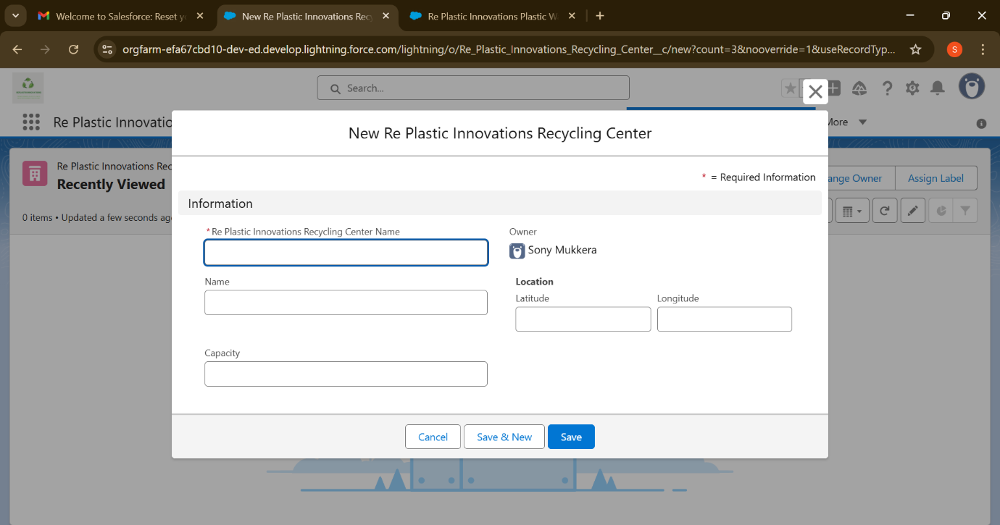 Welcome to Salesforce: Reset y
New Re Plastic Innovations Rec
Re Plastic Innovations Plastic W
orgfarm-efa67cbd10-dev-ed.develop.lightning.force.com/lightning/o/Re_Plastic_Innovations_Recycling_Center__c/new?count=3&nooverride=1&useRecordTyp...
S
Search...
Re Plastic Innovatio
More
New Re Plastic Innovations Recycling Center
Re Plastic Innovations Rec
Recently Viewed
ange Owner
Assign Label
0 items • Updated a few seconds ag
* = Required Information
Information
*Re Plastic Innovations Recycling Center Name
Owner
Sony Mukkera
Name
Location
Latitude
Longitude
Capacity
Cancel
Save & New
Save